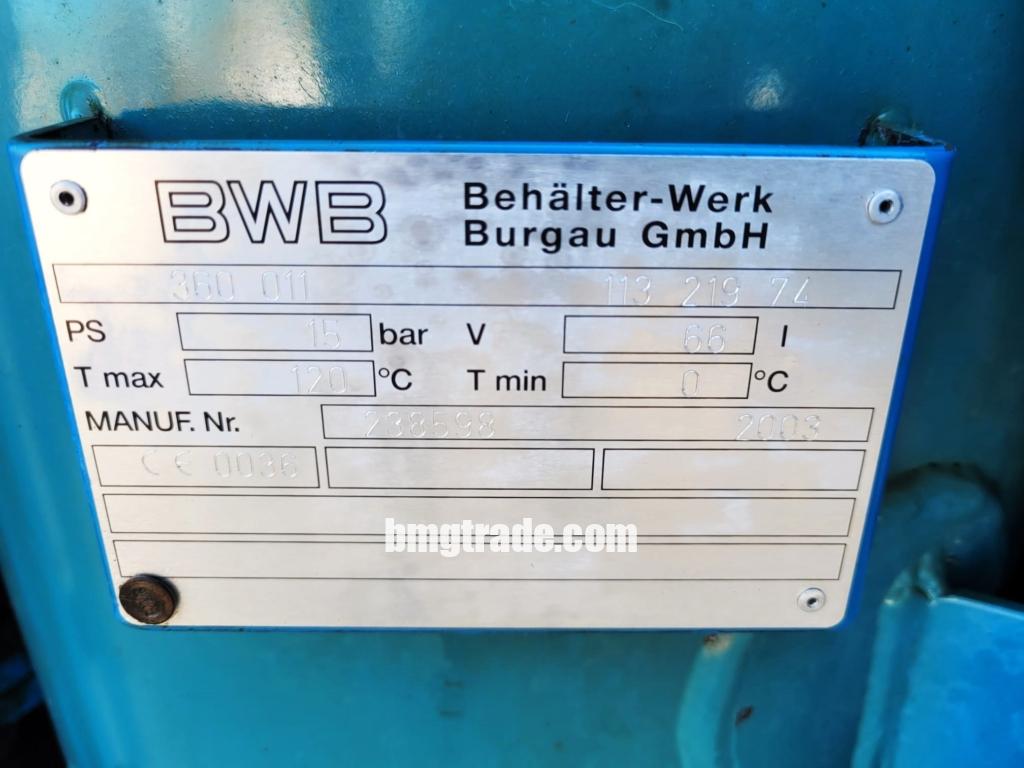 BWB Behälter-Werk
Burgau GmbH
360 011 113 219 74
PS 15 bar V 66 l
T max 120 °C T min 0 °C
MANUF. Nr. 238598 2003
CE 0036
bmgtrade.com